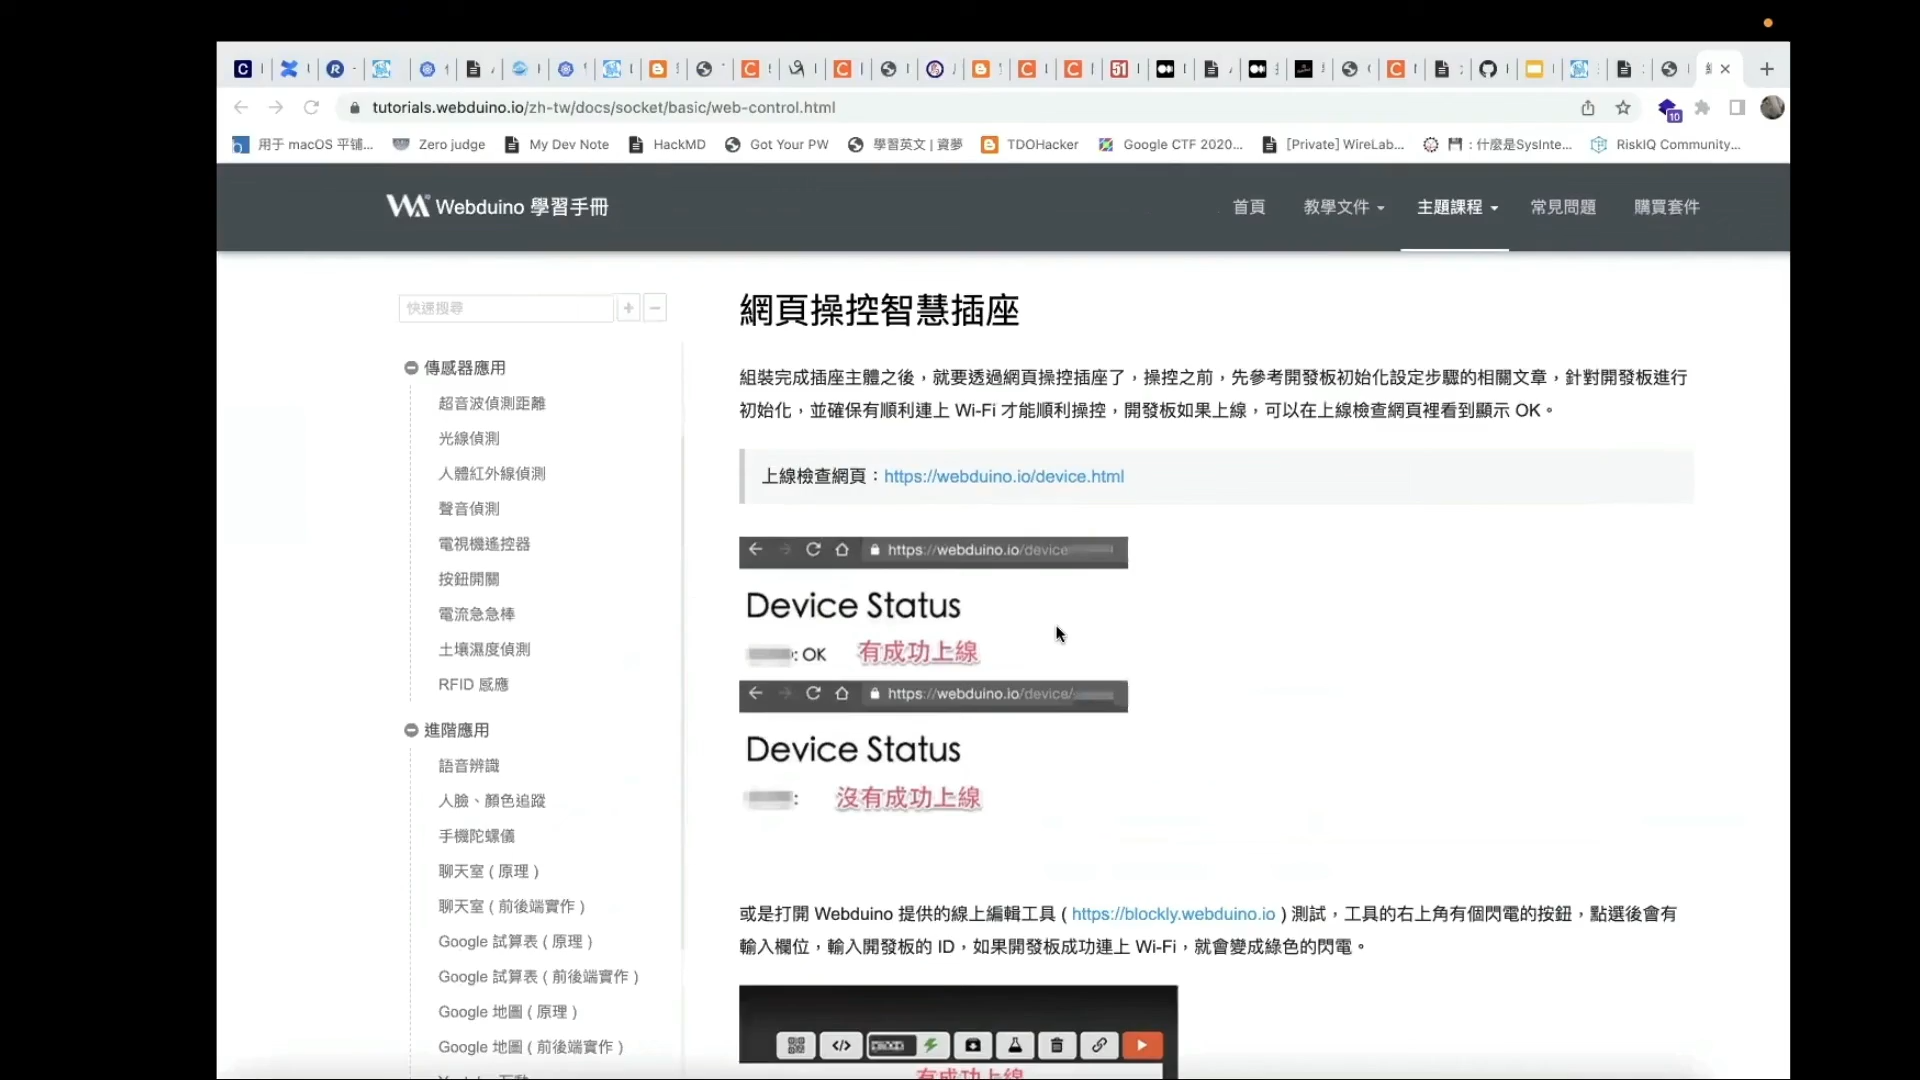 tutorials.webduino.io/zh-tw/docs/socket/basic/web-control.html
10
用于 macOS 平铺...
Zero judge
My Dev Note
HackMD
Got Your PW
學習英文 | 資夢
TDOHacker
Google CTF 2020...
[Private] WireLab...
：什麼是SysInte...
RiskIQ Community...
Webduino 學習手冊
首頁
教學文件
主題課程
常見問題
購買套件
快速搜尋
傳感器應用
超音波偵測距離
光線偵測
人體紅外線偵測
聲音偵測
電視機遙控器
按鈕開關
電流急急棒
土壤濕度偵測
RFID 感應
進階應用
語音辨識
人臉、顏色追蹤
手機陀螺儀
聊天室 ( 原理 )
聊天室 ( 前後端實作 )
Google 試算表 ( 原理 )
Google 試算表 ( 前後端實作 )
Google 地圖 ( 原理 )
Google 地圖 ( 前後端實作 )
網頁操控智慧插座
組裝完成插座主體之後，就要透過網頁操控插座了，操控之前，先參考開發板初始化設定步驟的相關文章，針對開發板進行
初始化，並確保有順利連上 Wi-Fi 才能順利操控，開發板如果上線，可以在上線檢查網頁裡看到顯示 OK。
上線檢查網頁：https://webduino.io/device.html
https://webduino.io/device
Device Status
: OK 有成功上線
https://webduino.io/device/
Device Status
: 沒有成功上線
或是打開 Webduino 提供的線上編輯工具 ( https://blockly.webduino.io ) 測試，工具的右上角有個閃電的按鈕，點選後會有
輸入欄位，輸入開發板的 ID，如果開發板成功連上 Wi-Fi，就會變成綠色的閃電。
有成功上線